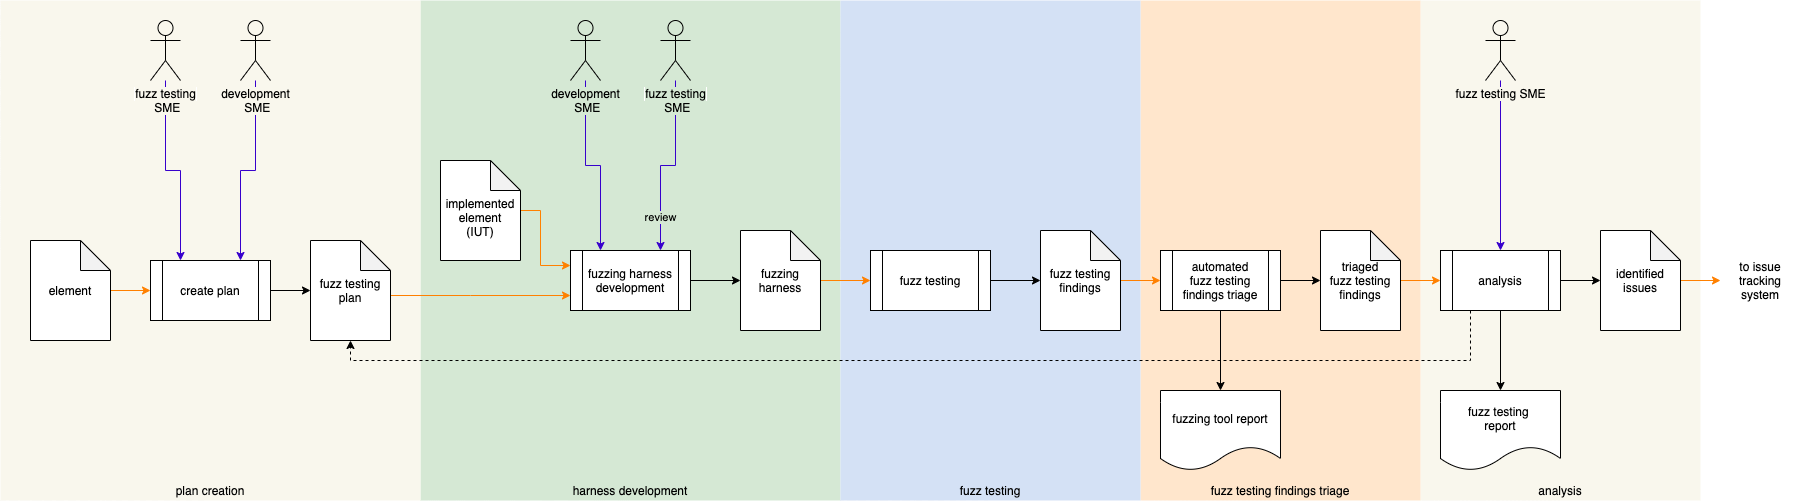 fuzz testing
SME
development
SME
element
create plan
fuzz testing
plan
plan creation
development
SME
fuzz testing
SME
implemented
element
(IUT)
review
fuzzing harness
development
fuzzing
harness
harness development
fuzz testing
fuzz testing
findings
fuzz testing
automated
fuzz testing
findings triage
triaged
fuzz testing
findings
fuzzing tool report
fuzz testing findings triage
fuzz testing SME
analysis
identified
issues
fuzz testing
report
analysis
to issue
tracking
system